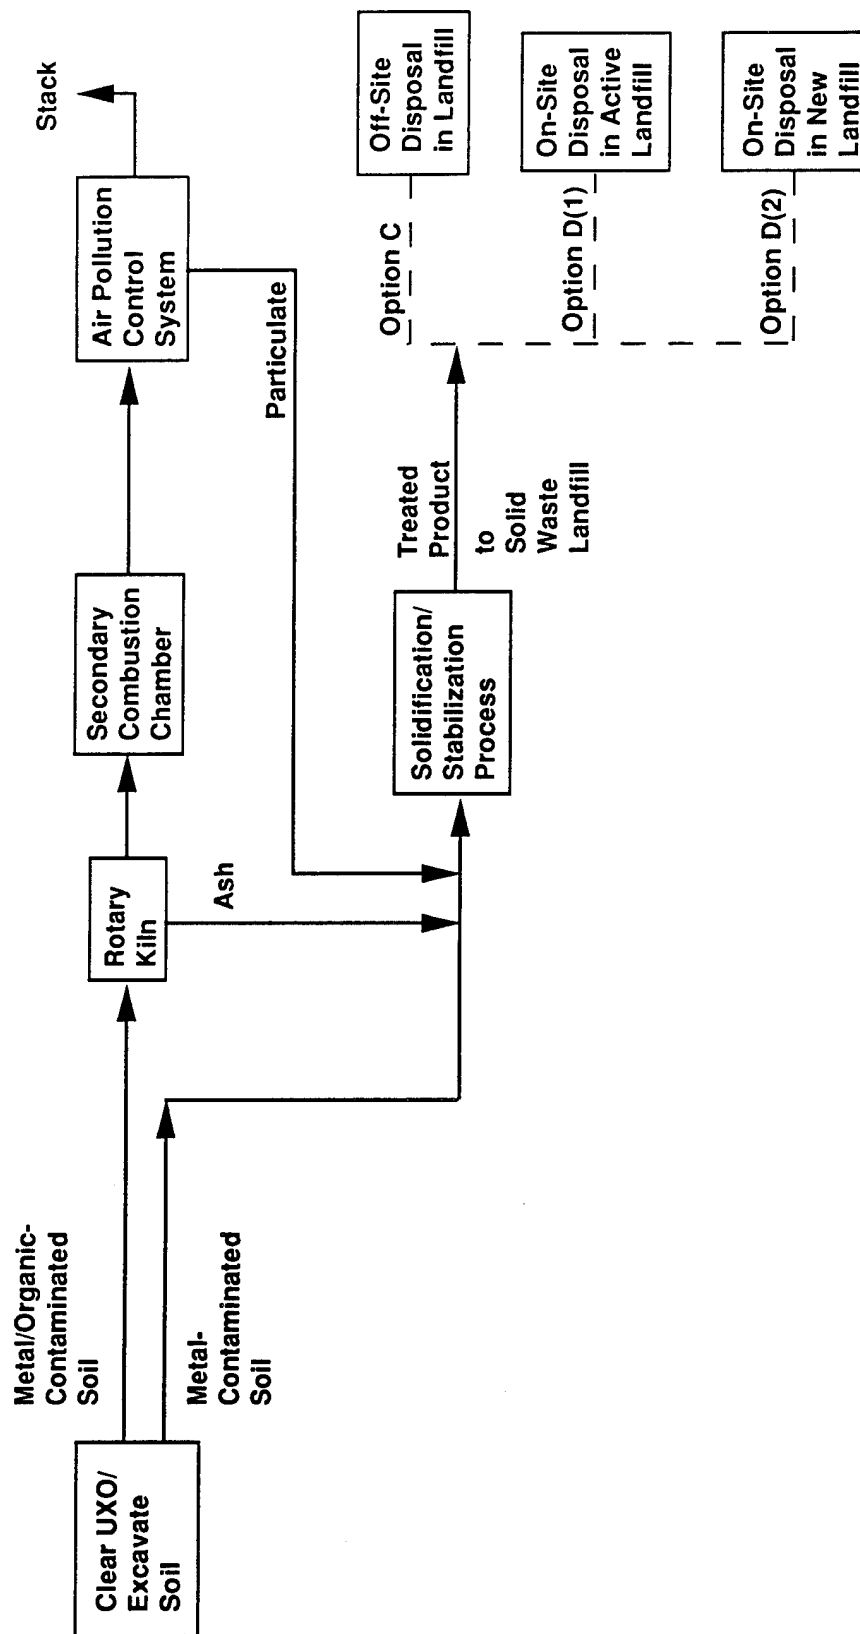 Clear UXO/
Excavate
Soil
Metal/Organic-
Contaminated
Soil
Metal-
Contaminated
Soil
Rotary
Kiln
Ash
Secondary
Combustion
Chamber
Air Pollution
Control
System
Particulate
Stack
Solidification/
Stabilization
Process
Treated
Product
to
Solid
Waste
Landfill
Option C
Off-Site
Disposal
in Landfill
Option D(1)
On-Site
Disposal
in Active
Landfill
Option D(2)
On-Site
Disposal
in New
Landfill